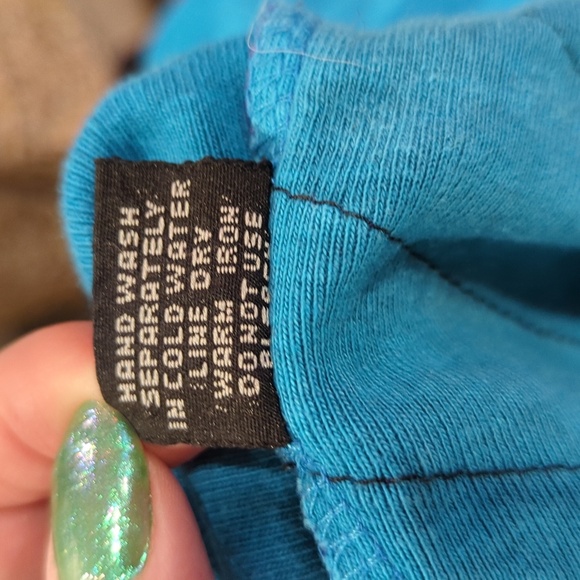 HAND WASH
SEPARATELY
IN COLD WATER
LINE DRY
WARM IRON
DO NOT USE